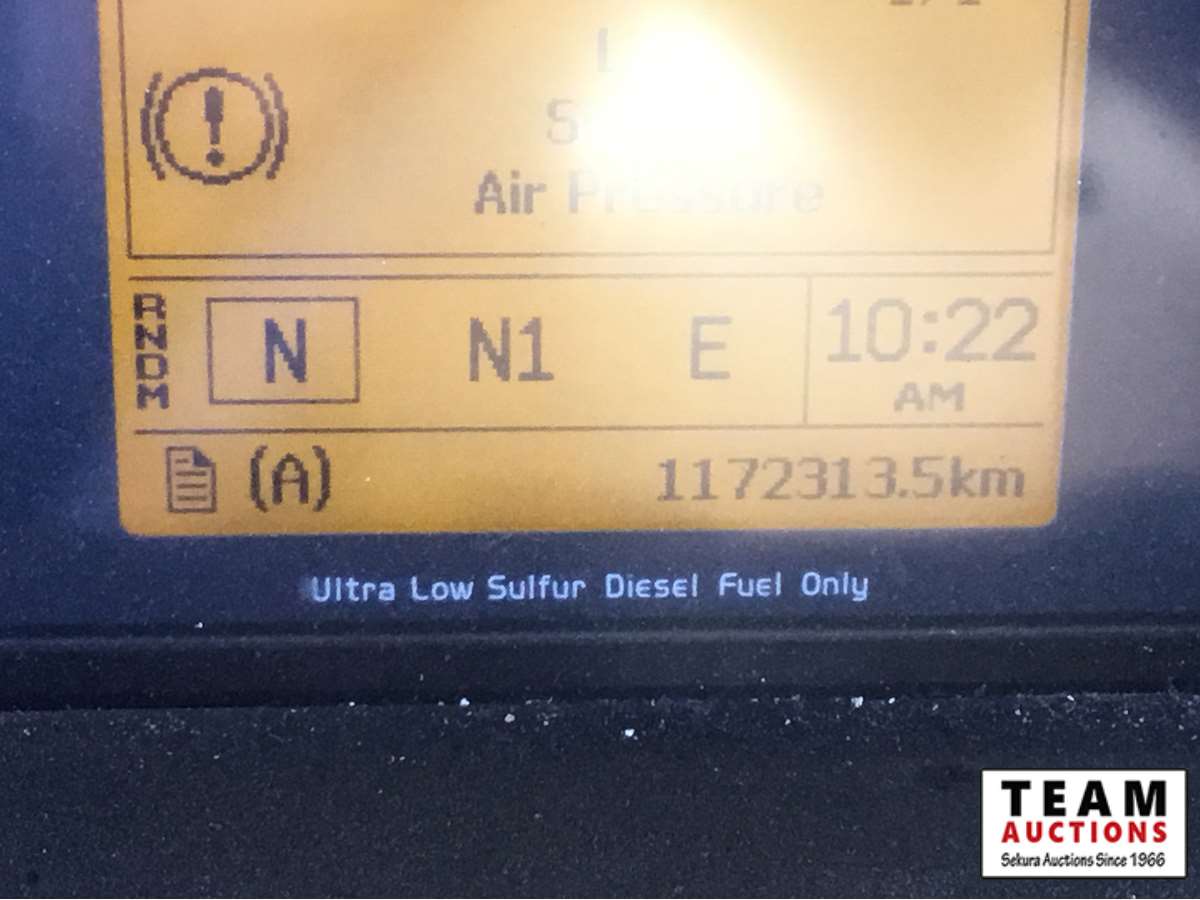 Air Pressure
RNDM
N N1 E 10:22
AM
(A) 1172313.5km
Ultra Low Sulfur Diesel Fuel Only
TEAM
AUCTIONS
Sekura Auctions Since 1966